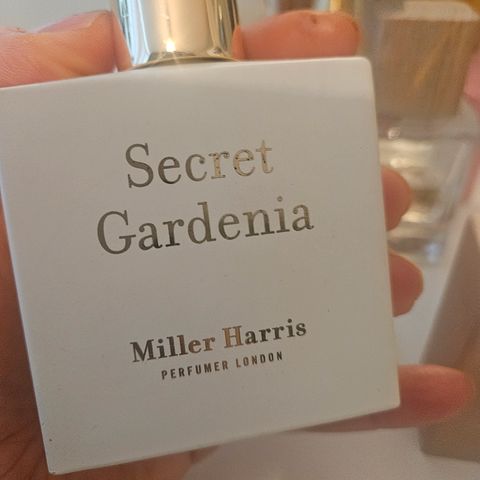 Secret
Gardenia
Miller Harris
PERFUMER LONDON